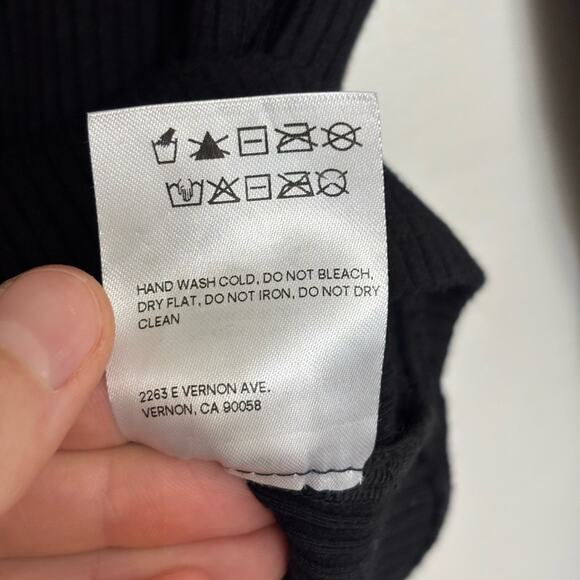 HAND WASH COLD, DO NOT BLEACH,
DRY FLAT, DO NOT IRON, DO NOT DRY
CLEAN
2263 E VERNON AVE.
VERNON, CA 90058